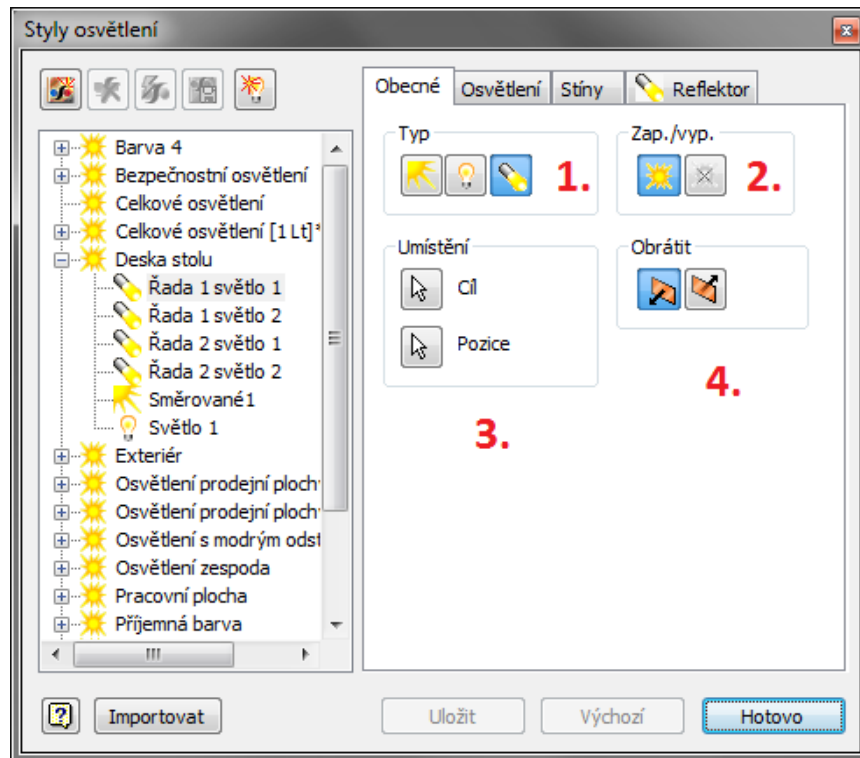 Styly osvětlení
Obecné
Osvětlení
Stíny
Reflektor
Barva 4
Bezpečnostní osvětlení
Celkové osvětlení
Celkové osvětlení [1 Lt]*
Deska stolu
Řada 1 světlo 1
Řada 1 světlo 2
Řada 2 světlo 1
Řada 2 světlo 2
Směrované1
Světlo 1
Exteriér
Osvětlení prodejní ploch
Osvětlení prodejní ploch
Osvětlení s modrým odst
Osvětlení zespoda
Pracovní plocha
Příjemná barva
Typ
1.
Zap./vyp.
2.
Umístění
Cíl
Pozice
3.
Obrátit
4.
Importovat
Uložit
Výchozí
Hotovo